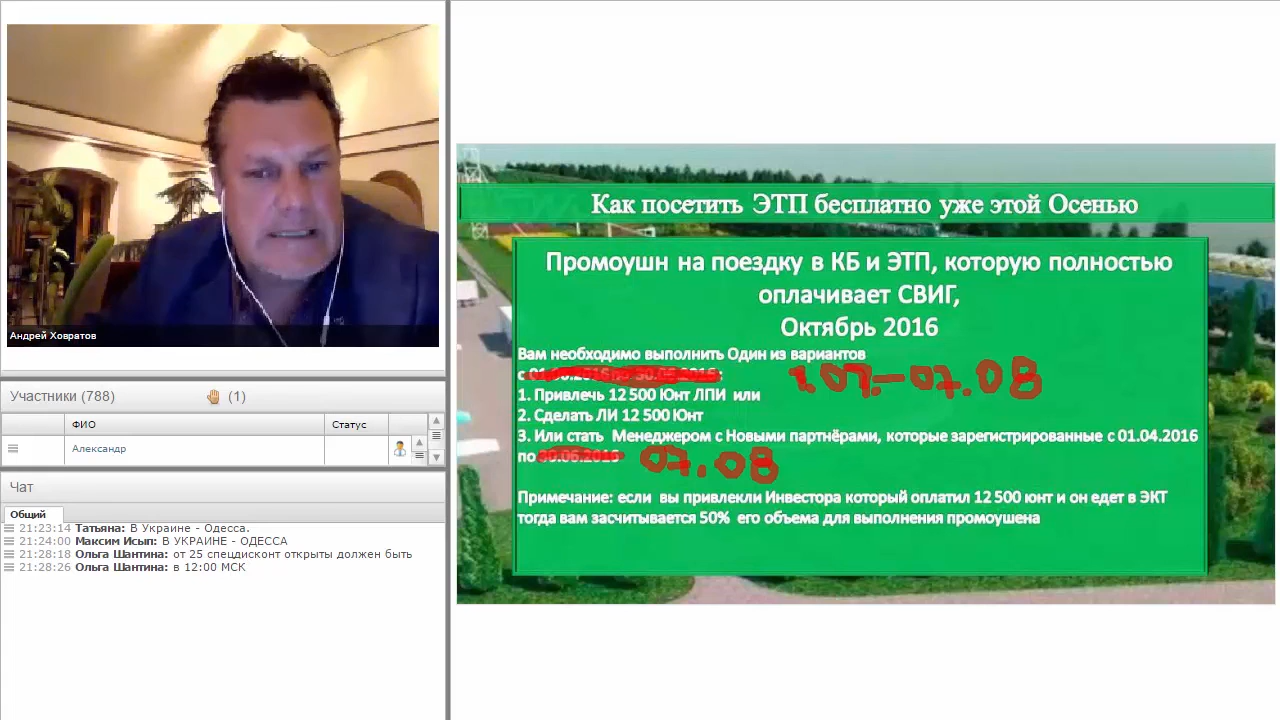 Андрей Ховратов
Участники (788)
(1)
ФИО
Статус
Александр
Чат
Общий
21:23:14 Татьяна: В Украине - Одесса.
21:24:00 Максим Исып: В УКРАИНЕ - ОДЕССА
21:28:18 Ольга Шантина: от 25 спецдисконт открыты должен быть
21:28:26 Ольга Шантина: в 12:00 МСК
Как посетить ЭТП бесплатно уже этой Осенью
Промоушн на поездку в КБ и ЭТП, которую полностью
оплачивает СВИГ,
Октябрь 2016
Вам необходимо выполнить Один из вариантов
с 1.07.-07.08
1. Привлечь 12 500 Юнт ЛПИ или
2. Сделать ЛИ 12 500 Юнт
3. Или стать Менеджером с Новыми партнёрами, которые зарегистрированные с 01.04.2016
по 30.06.2016 07.08
Примечание: если вы привлекли Инвестора который оплатил 12 500 юнт и он едет в ЭКТ
тогда вам засчитывается 50% его объема для выполнения промоушена